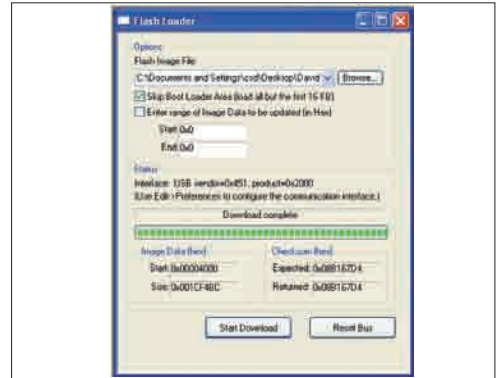 Flash Loader
Options
Flash Image File:
C:\Documents and Settings\csd\Desktop\David
Browse...
Skip Boot Loader Area (load all but the first 16 KB)
Enter range of Image Data to be updated (in Hex)
Start: 0x0
End: 0x0
Status
Interface: USB vendor=0x451, product=0x2000
(Use Edit>Preferences to configure the communication interface.)
Download complete
Image Data (hex) Checksum (hex)
Start: 0x00004000 Expected: 0x08B167D4
Size: 0x001CF4BC Returned: 0x08B167D4
Start Download Reset Bus